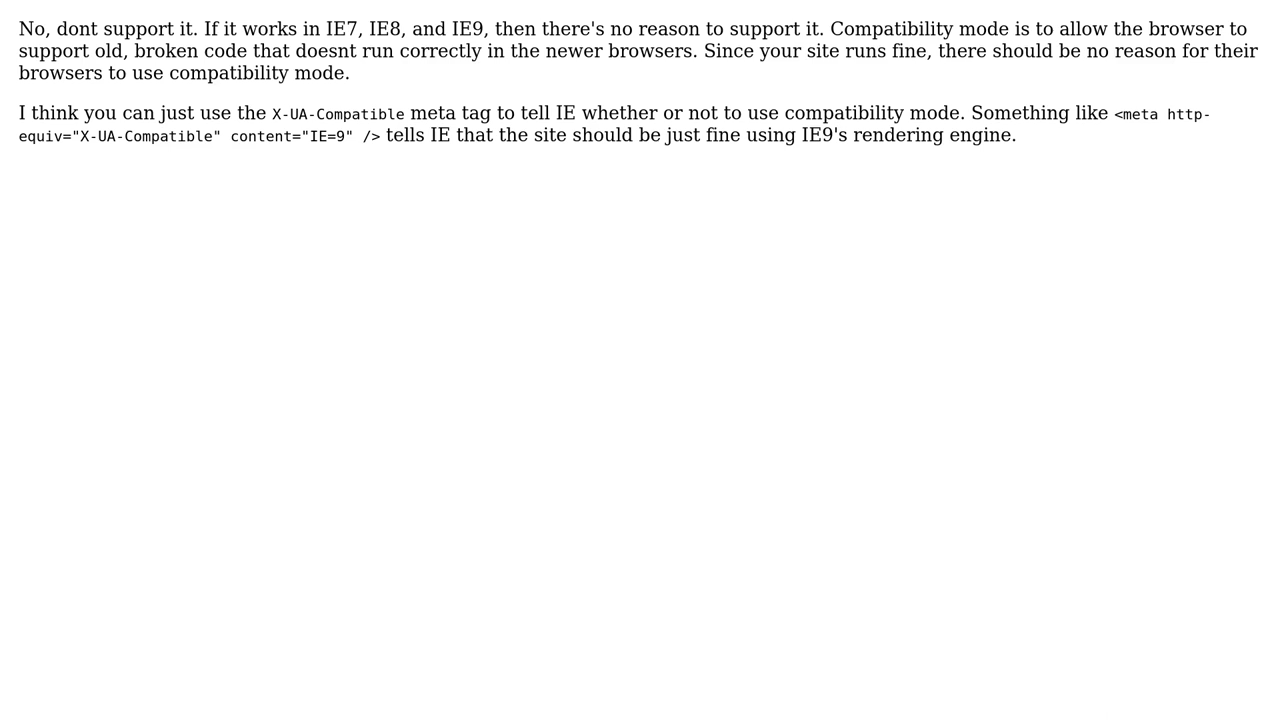 No, dont support it. If it works in IE7, IE8, and IE9, then there's no reason to support it. Compatibility mode is to allow the browser to
support old, broken code that doesnt run correctly in the newer browsers. Since your site runs fine, there should be no reason for their
browsers to use compatibility mode.
I think you can just use the X-UA-Compatible meta tag to tell IE whether or not to use compatibility mode. Something like <meta http-
equiv="X-UA-Compatible" content="IE=9" /> tells IE that the site should be just fine using IE9's rendering engine.